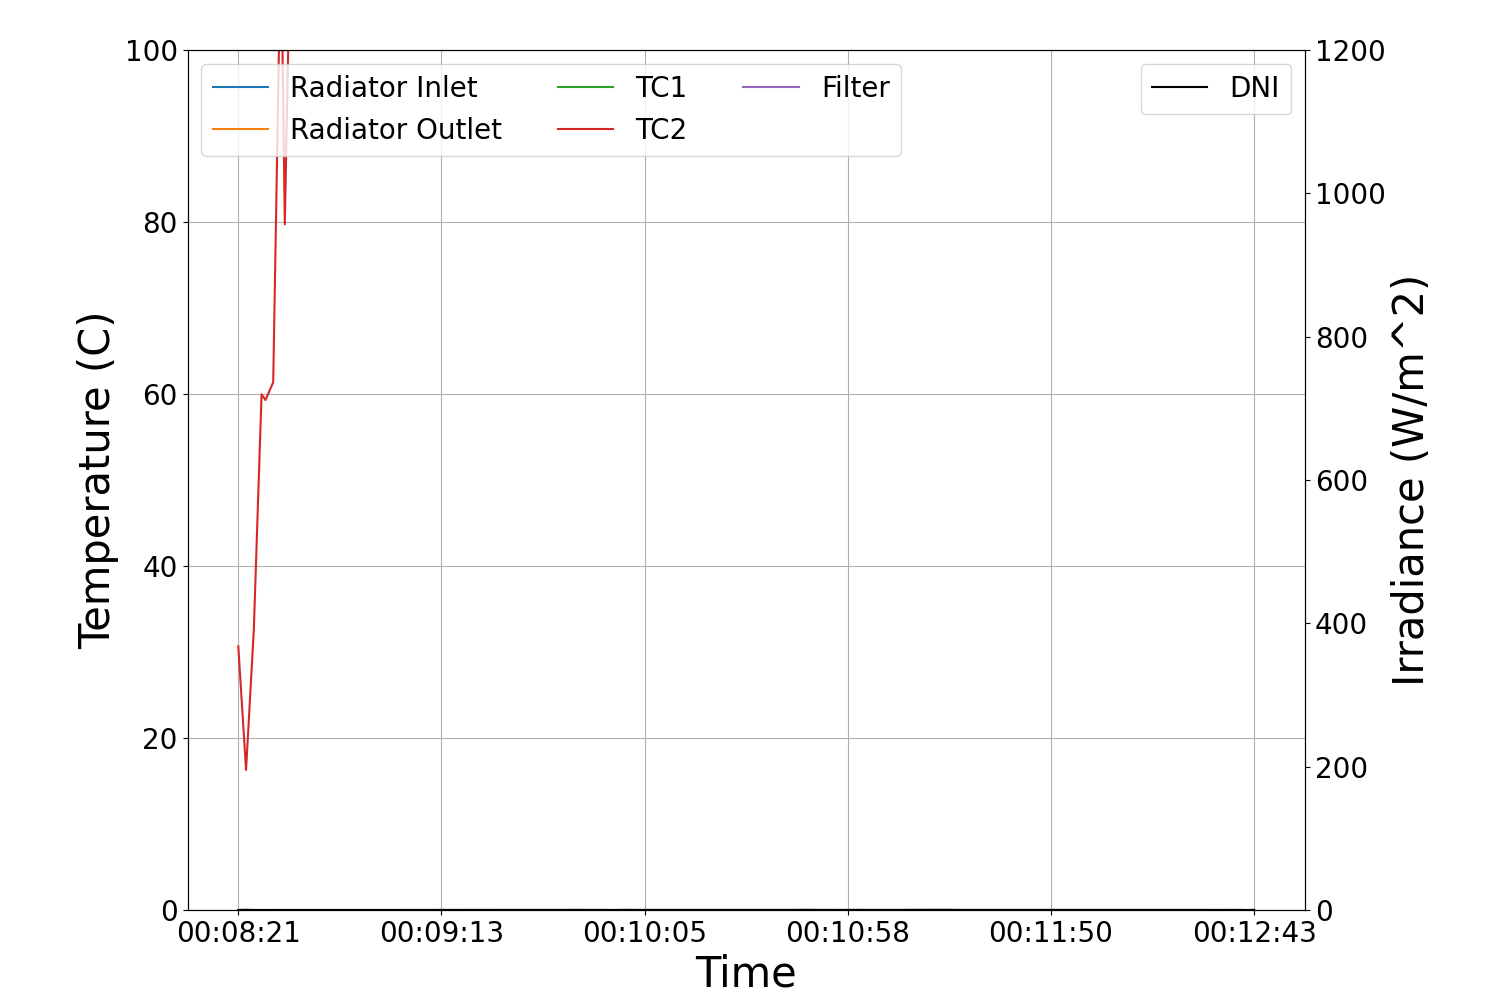 100
80
60
40
20
0
Temperature (C)
Radiator Inlet
Radiator Outlet
TC1
TC2
Filter
DNI
1200
1000
800
600
400
200
0
Irradiance (W/m^2)
00:08:21 00:09:13 00:10:05 00:10:58 00:11:50 00:12:43
Time